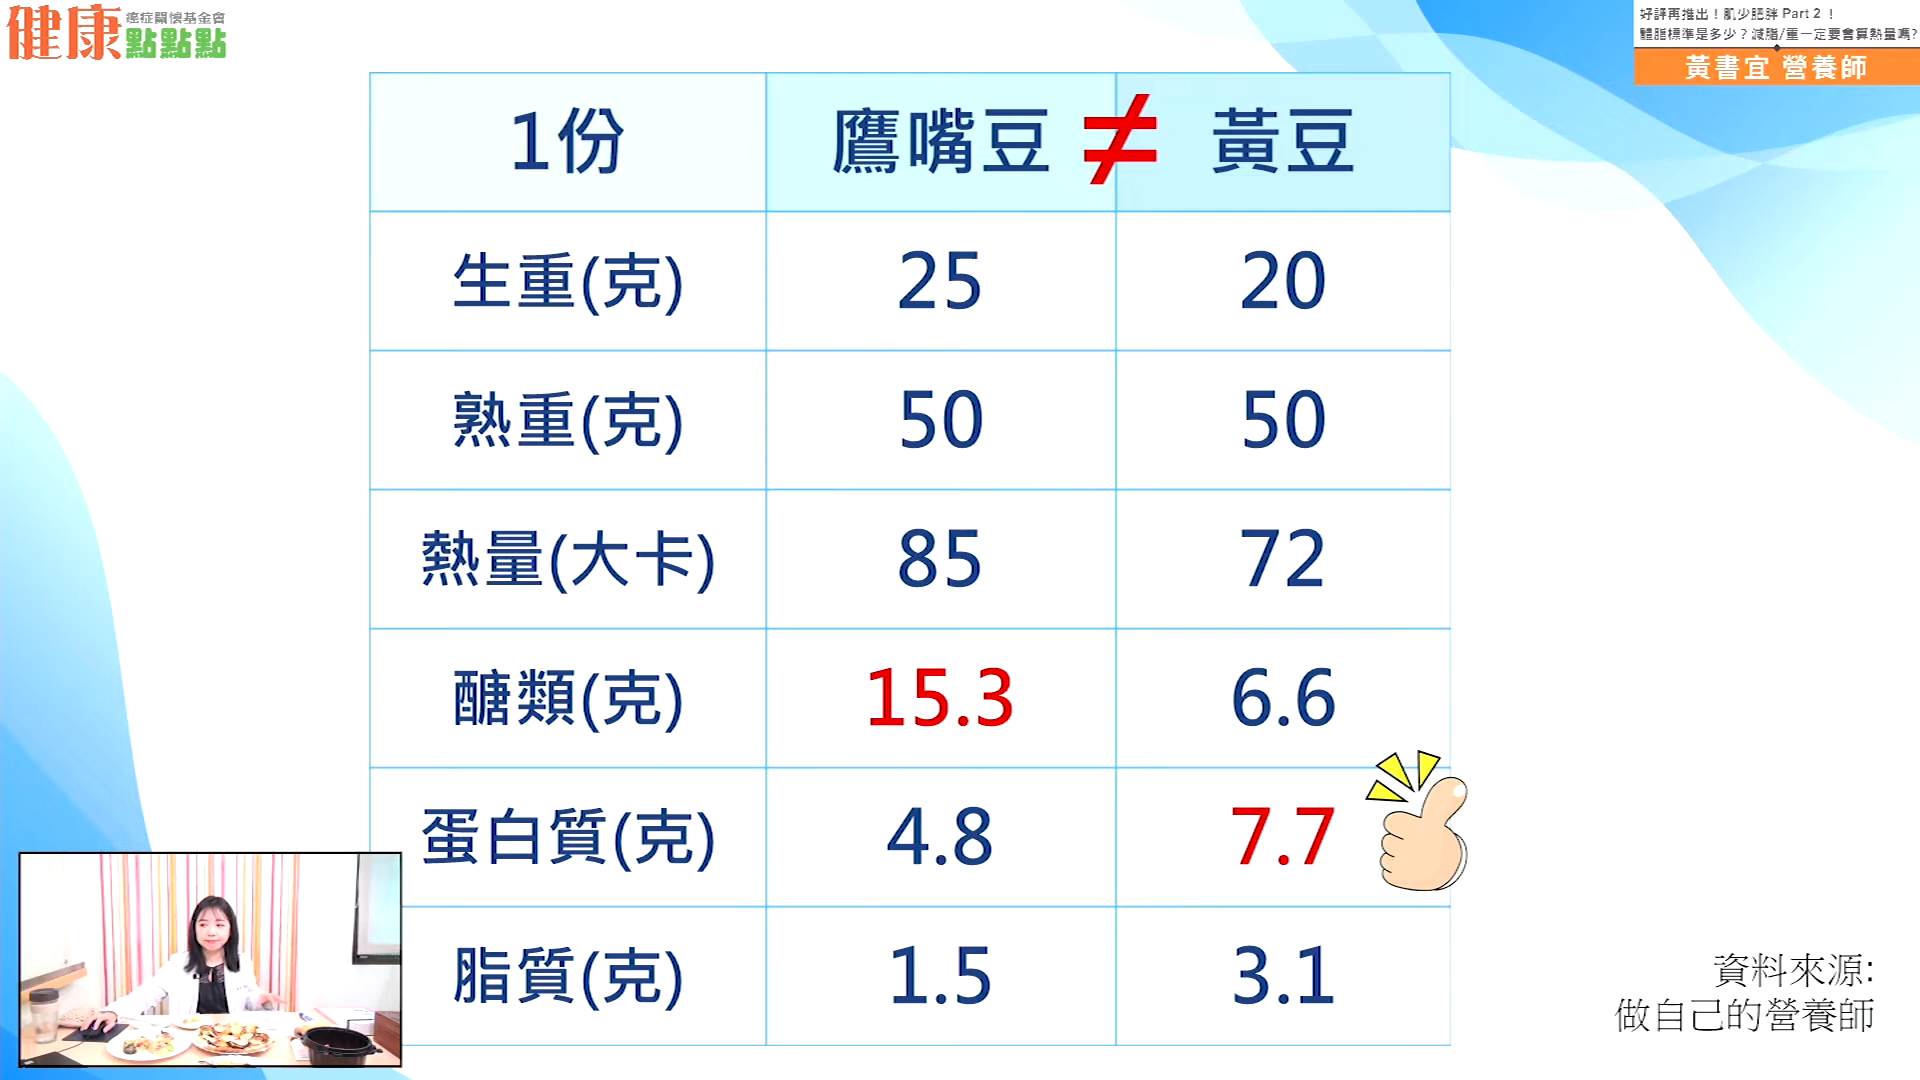 健康
癌症關懷基金會
點點點
好評再推出！肌少肥胖 Part 2 ！
體脂標準是多少？減脂/重一定要會算熱量嗎?
黃書宜 營養師
1份 鷹嘴豆 ≠ 黃豆
生重(克) 25 20
熟重(克) 50 50
熱量(大卡) 85 72
醣類(克) 15.3 6.6
蛋白質(克) 4.8 7.7
脂質(克) 1.5 3.1
資料來源:
做自己的營養師